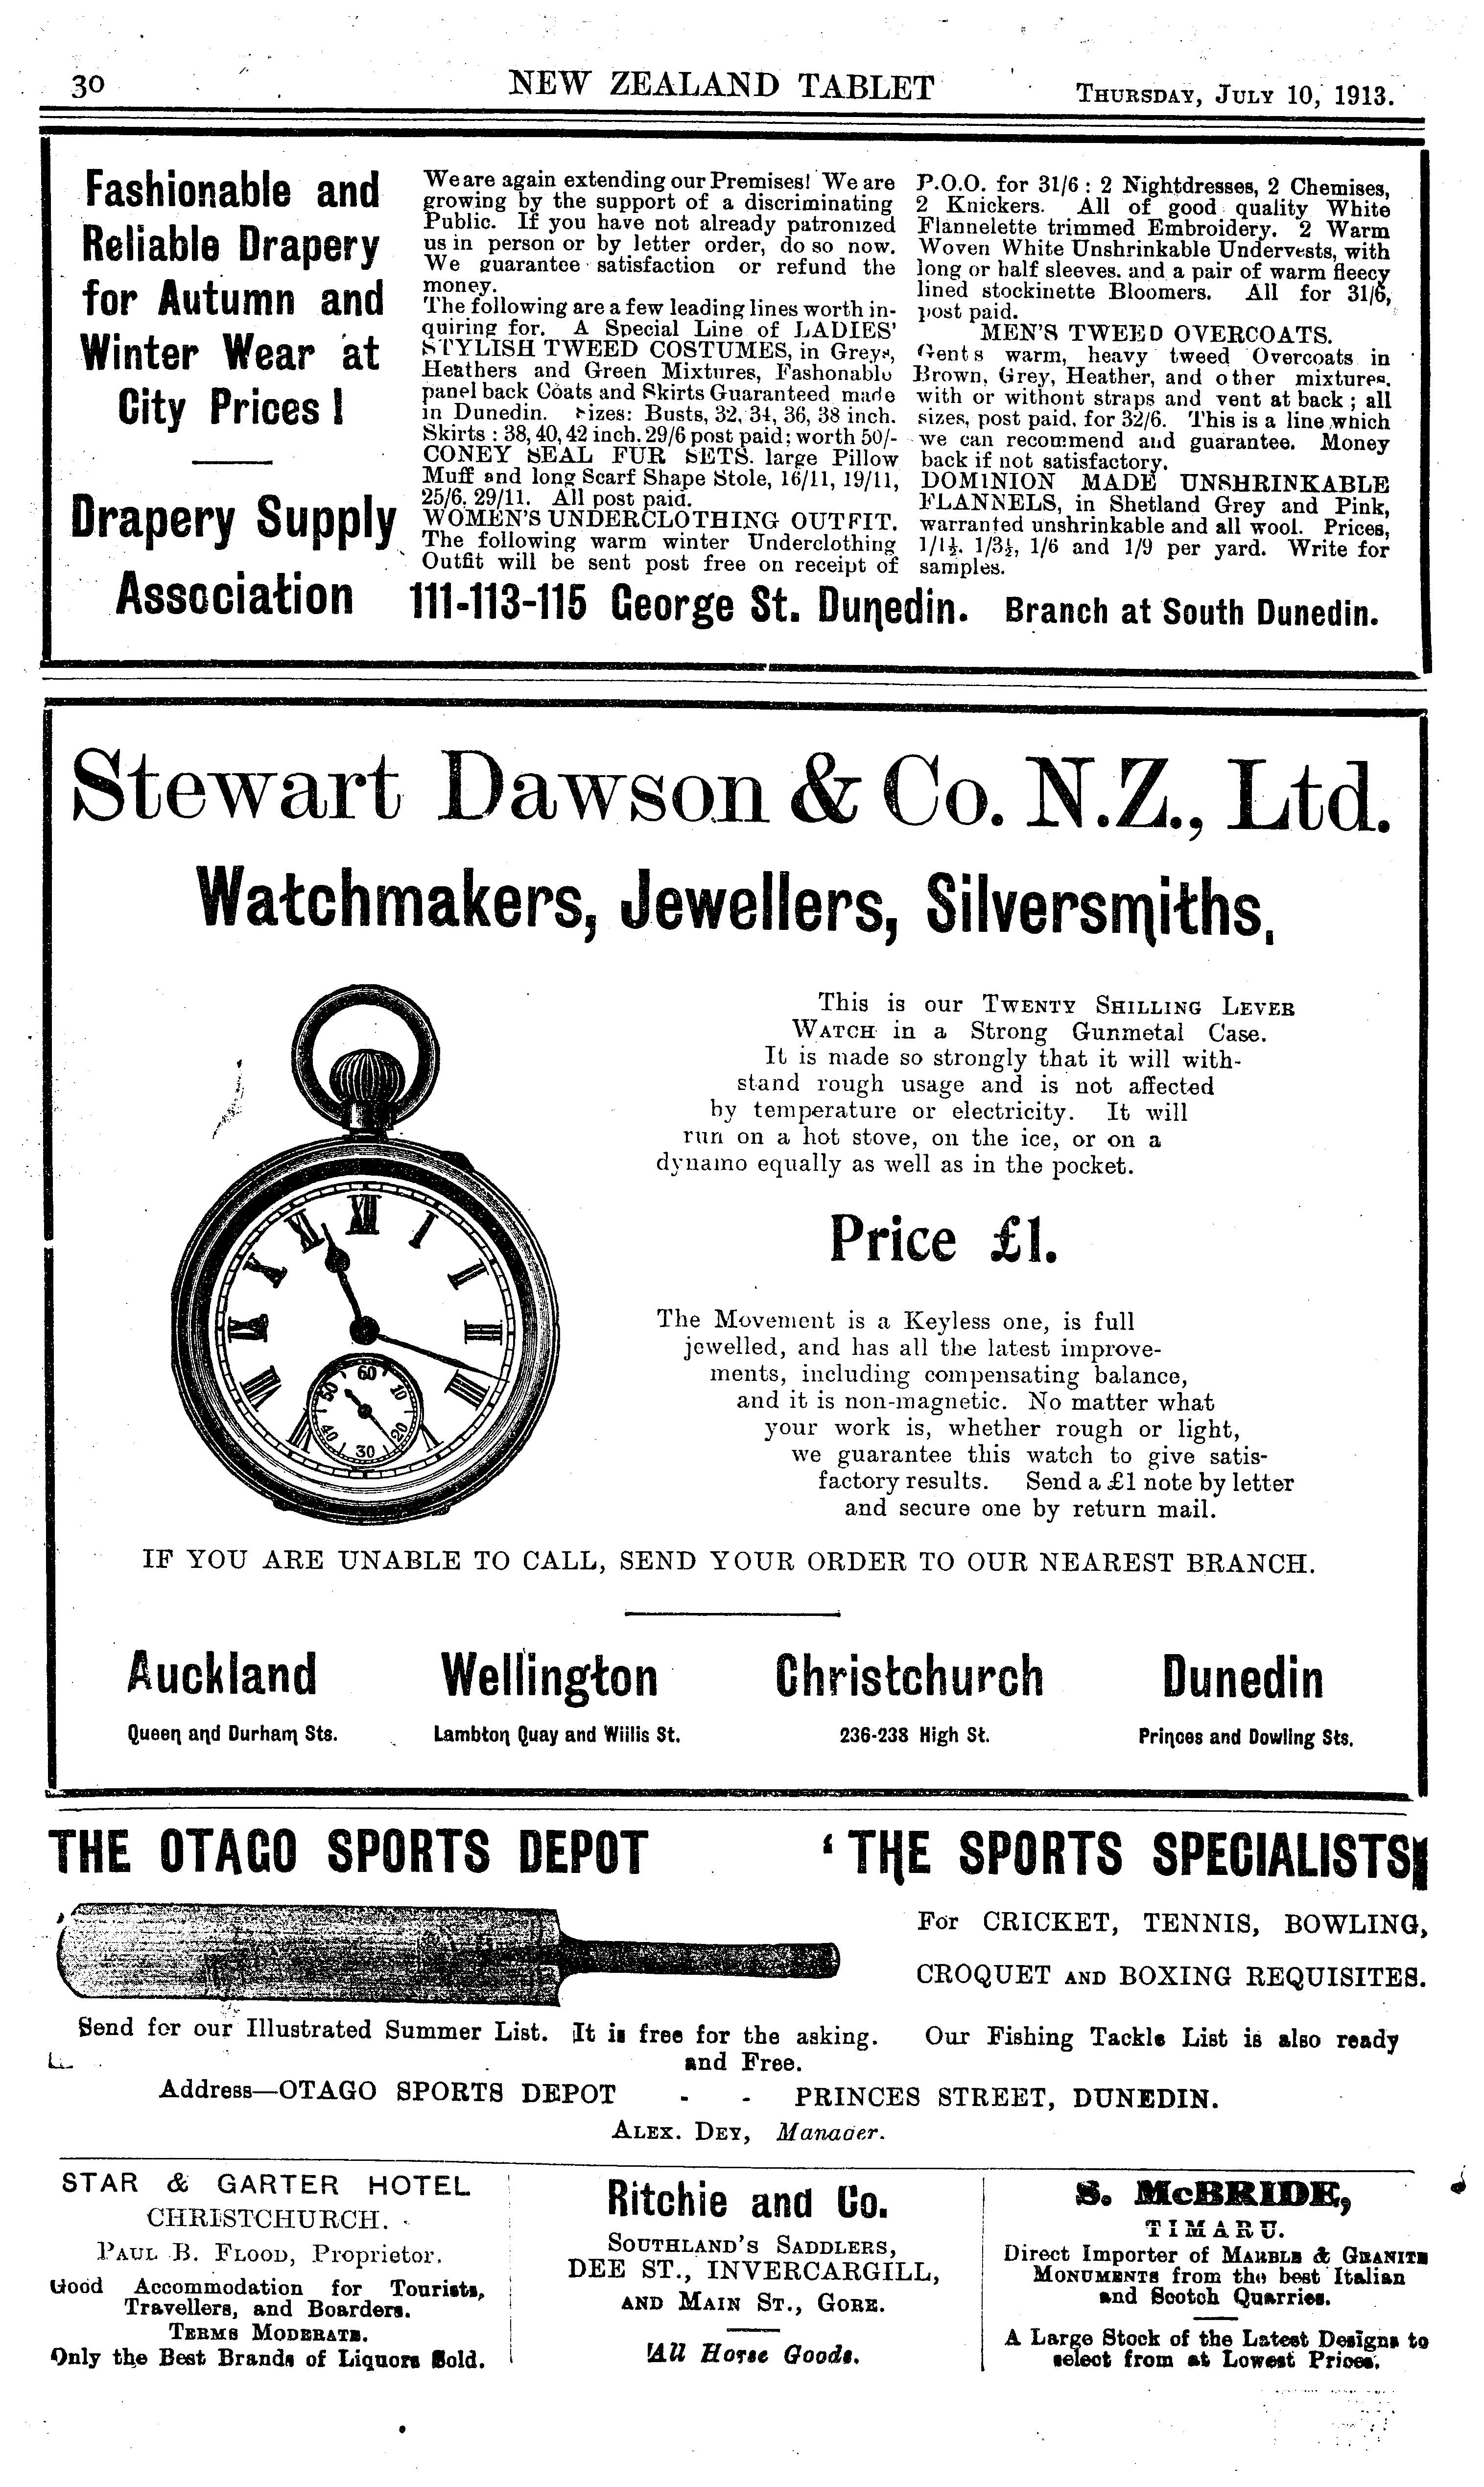 30
NEW ZEALAND TABLET
THURSDAY, JULY 10, 1913.
Fashionable and
Reliable Drapery
for Autumn and
Winter Wear at
City Prices!
Drapery Supply
Association
We are again extending our Premises! We are
growing by the support of a discriminating
Public. If you have not already patronized
us in person or by letter order, do so now.
We guarantee satisfaction or refund the
money.
The following are a few leading lines worth in-
quiring for. A Special Line of LADIES'
STYLISH TWEED COSTUMES, in Greys,
Heathers and Green Mixtures, Fashonable
panel back Coats and Skirts Guaranteed made
in Dunedin. Sizes: Busts, 32, 34, 36, 38 inch.
Skirts : 38, 40, 42 inch. 29/6 post paid; worth 50/-
CONEY SEAL FUR SETS. large Pillow
Muff and long Scarf Shape Stole, 16/11, 19/11,
25/6, 29/11. All post paid.
WOMEN'S UNDERCLOTHING OUTFIT.
The following warm winter Underclothing
Outfit will be sent post free on receipt of
P.O.O. for 31/6 : 2 Nightdresses, 2 Chemises,
2 Knickers. All of good quality White
Flannelette trimmed Embroidery. 2 Warm
Woven White Unshrinkable Undervests, with
long or half sleeves. and a pair of warm fleecy
lined stockinette Bloomers. All for 31/6,
post paid.
MEN'S TWEED OVERCOATS.
Gents warm, heavy tweed Overcoats in
Brown, Grey, Heather, and other mixtures.
with or without straps and vent at back ; all
sizes, post paid, for 32/6. This is a line which
we can recommend and guarantee. Money
back if not satisfactory.
DOMINION MADE UNSHRINKABLE
FLANNELS, in Shetland Grey and Pink,
warranted unshrinkable and all wool. Prices,
1/1½. 1/3½, 1/6 and 1/9 per yard. Write for
samples.
111-113-115 George St. Dunedin. Branch at South Dunedin.
Stewart Dawson & Co. N.Z., Ltd.
Watchmakers, Jewellers, Silversmiths.
This is our TWENTY SHILLING LEVER
WATCH in a Strong Gunmetal Case.
It is made so strongly that it will with-
stand rough usage and is not affected
by temperature or electricity. It will
run on a hot stove, on the ice, or on a
dynamo equally as well as in the pocket.
XII
I
II
III
IIII
V
VII
VIII
IX
X
XI
60
10
20
30
40
50
Price £1.
The Movement is a Keyless one, is full
jewelled, and has all the latest improve-
ments, including compensating balance,
and it is non-magnetic. No matter what
your work is, whether rough or light,
we guarantee this watch to give satis-
factory results. Send a £1 note by letter
and secure one by return mail.
IF YOU ARE UNABLE TO CALL, SEND YOUR ORDER TO OUR NEAREST BRANCH.
Auckland
Queen and Durham Sts.
Wellington
Lambton Quay and Willis St.
Christchurch
236-238 High St.
Dunedin
Princes and Dowling Sts.
THE OTAGO SPORTS DEPOT
‘THE SPORTS SPECIALISTS
For CRICKET, TENNIS, BOWLING,
CROQUET AND BOXING REQUISITES.
Send for our Illustrated Summer List. It is free for the asking. Our Fishing Tackle List is also ready
and Free.
Address—OTAGO SPORTS DEPOT - - PRINCES STREET, DUNEDIN.
ALEX. DEY, Manager.
STAR & GARTER HOTEL
CHRISTCHURCH.
PAUL B. FLOOD, Proprietor.
Good Accommodation for Tourists,
Travellers, and Boarders.
TERMS MODERATE.
Only the Best Brands of Liquors Sold.
Ritchie and Co.
SOUTHLAND'S SADDLERS,
DEE ST., INVERCARGILL,
AND MAIN ST., GORE.
All Horse Goods.
S. McBRIDE,
TIMARU.
Direct Importer of MARBLE & GRANITE
MONUMENTS from the best Italian
and Scotch Quarries.
A Large Stock of the Latest Designs to
select from at Lowest Prices.